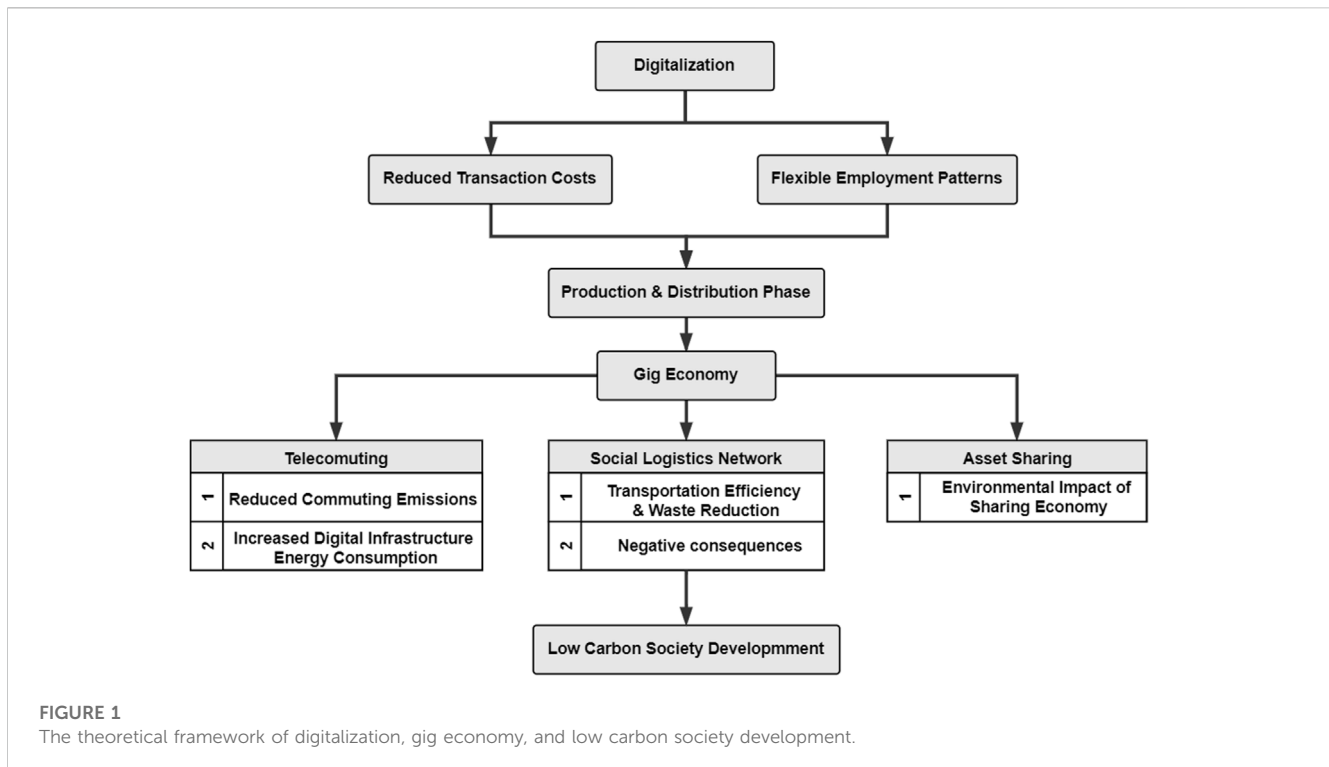 Digitalization
Reduced Transaction Costs
Flexible Employment Patterns
Production & Distribution Phase
Gig Economy
Telecomuting
1
Reduced Commuting Emissions
2
Increased Digital Infrastructure
Energy Consumption
Social Logistics Network
1
Transportation Efficiency
& Waste Reduction
2
Negative consequences
Asset Sharing
1
Environmental Impact of
Sharing Economy
Low Carbon Society Developmment
FIGURE 1
The theoretical framework of digitalization, gig economy, and low carbon society development.